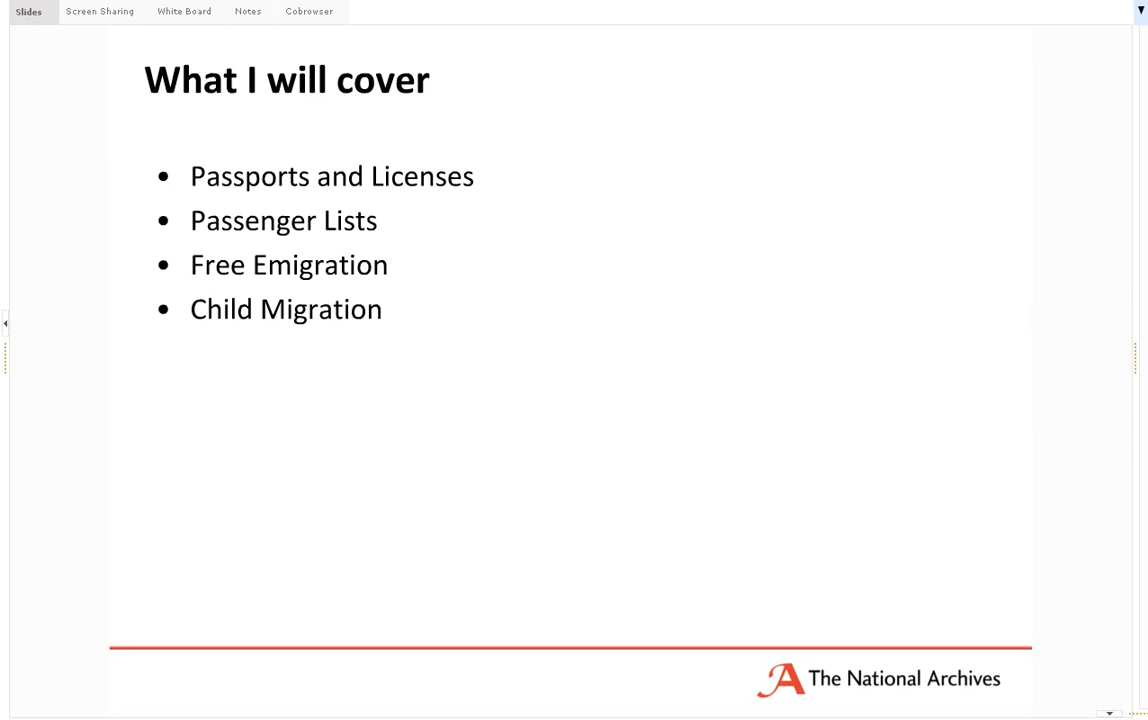 Slides Screen Sharing White Board Notes Cobrowser
What I will cover
• Passports and Licenses
• Passenger Lists
• Free Emigration
• Child Migration
The National Archives